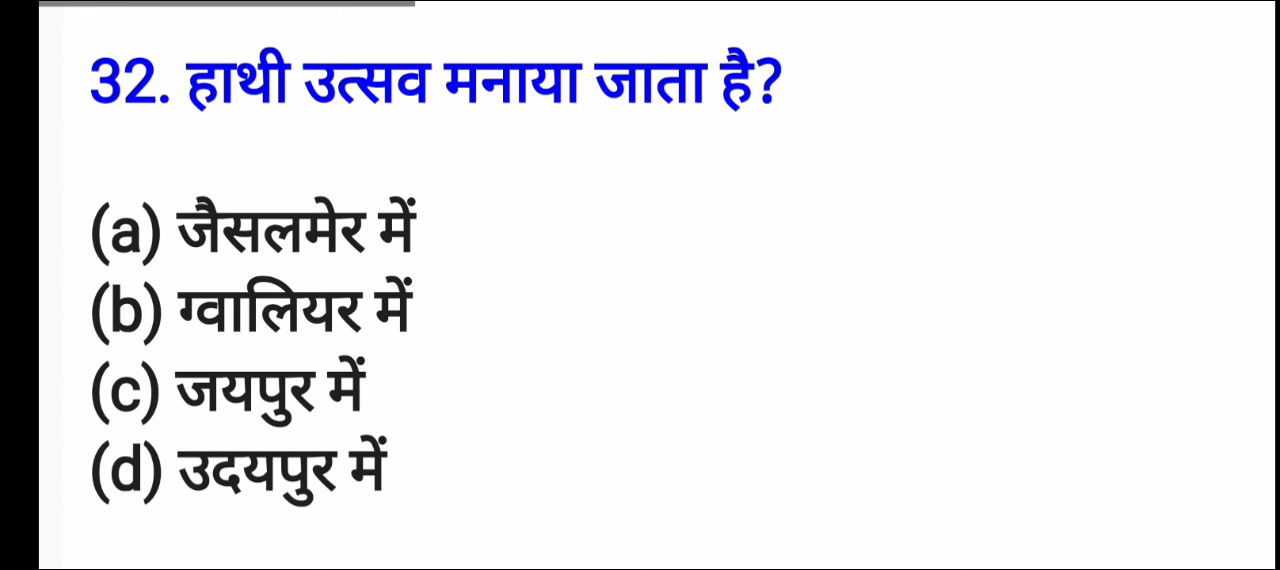 32. हाथी उत्सव मनाया जाता है?
(a) जैसलमेर में
(b) ग्वालियर में
(c) जयपुर में
(d) उदयपुर में